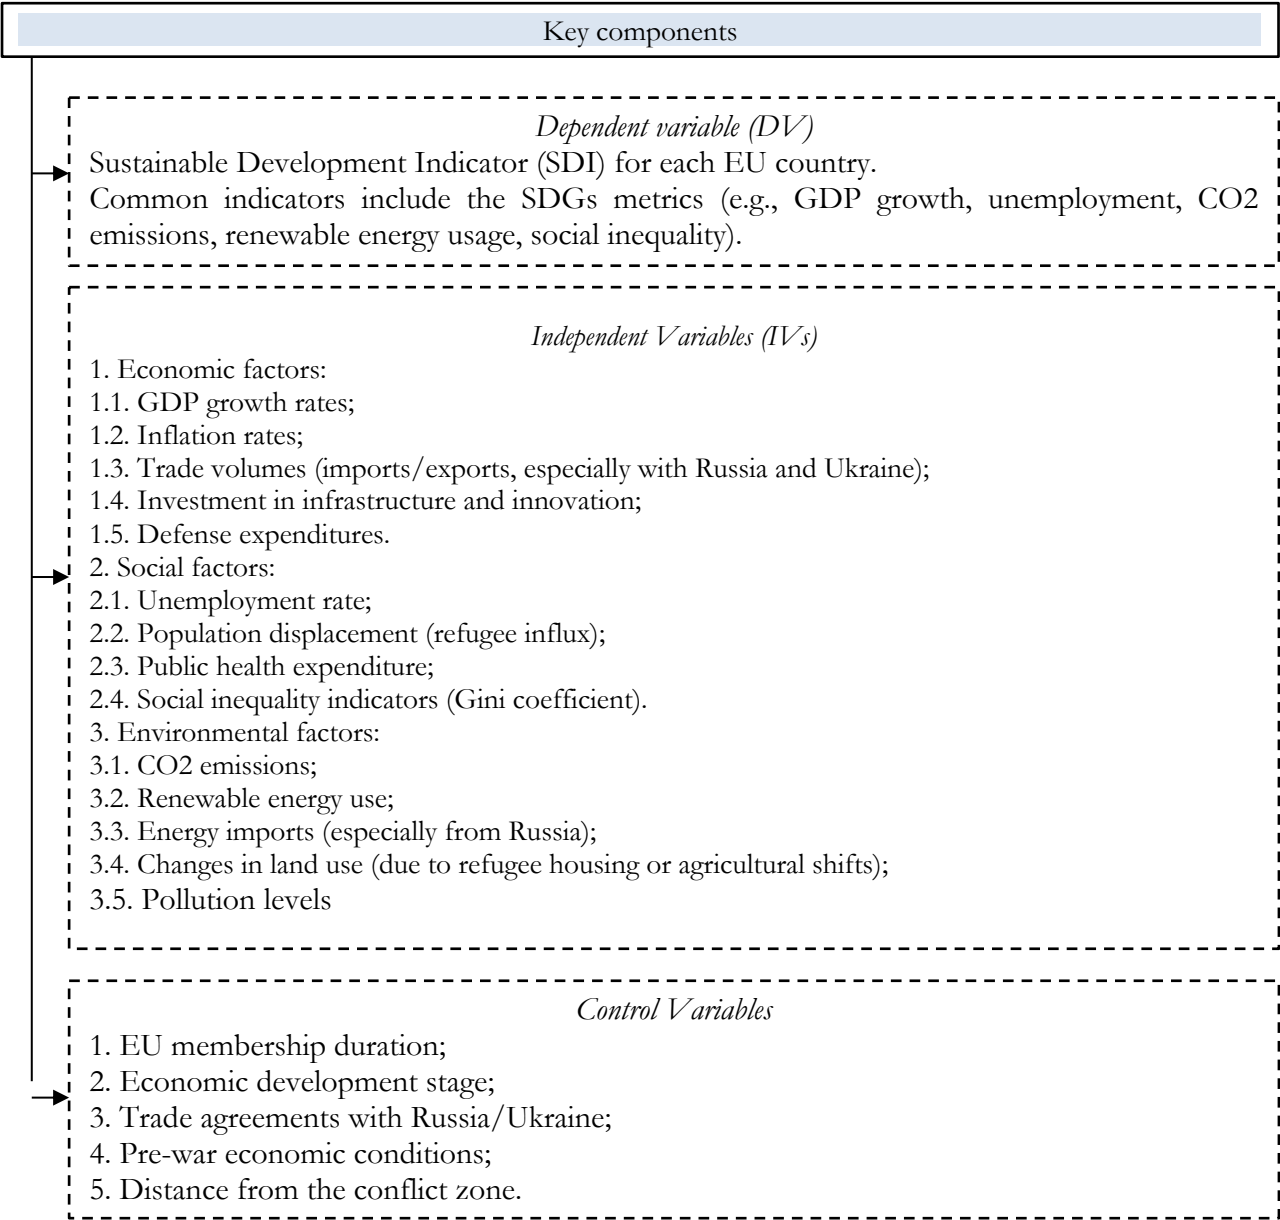 Key components
Dependent variable (DV)
Sustainable Development Indicator (SDI) for each EU country.
Common indicators include the SDGs metrics (e.g., GDP growth, unemployment, CO2
emissions, renewable energy usage, social inequality).
Independent Variables (IVs)
1. Economic factors:
1.1. GDP growth rates;
1.2. Inflation rates;
1.3. Trade volumes (imports/exports, especially with Russia and Ukraine);
1.4. Investment in infrastructure and innovation;
1.5. Defense expenditures.
2. Social factors:
2.1. Unemployment rate;
2.2. Population displacement (refugee influx);
2.3. Public health expenditure;
2.4. Social inequality indicators (Gini coefficient).
3. Environmental factors:
3.1. CO2 emissions;
3.2. Renewable energy use;
3.3. Energy imports (especially from Russia);
3.4. Changes in land use (due to refugee housing or agricultural shifts);
3.5. Pollution levels
Control Variables
1. EU membership duration;
2. Economic development stage;
3. Trade agreements with Russia/Ukraine;
4. Pre-war economic conditions;
5. Distance from the conflict zone.